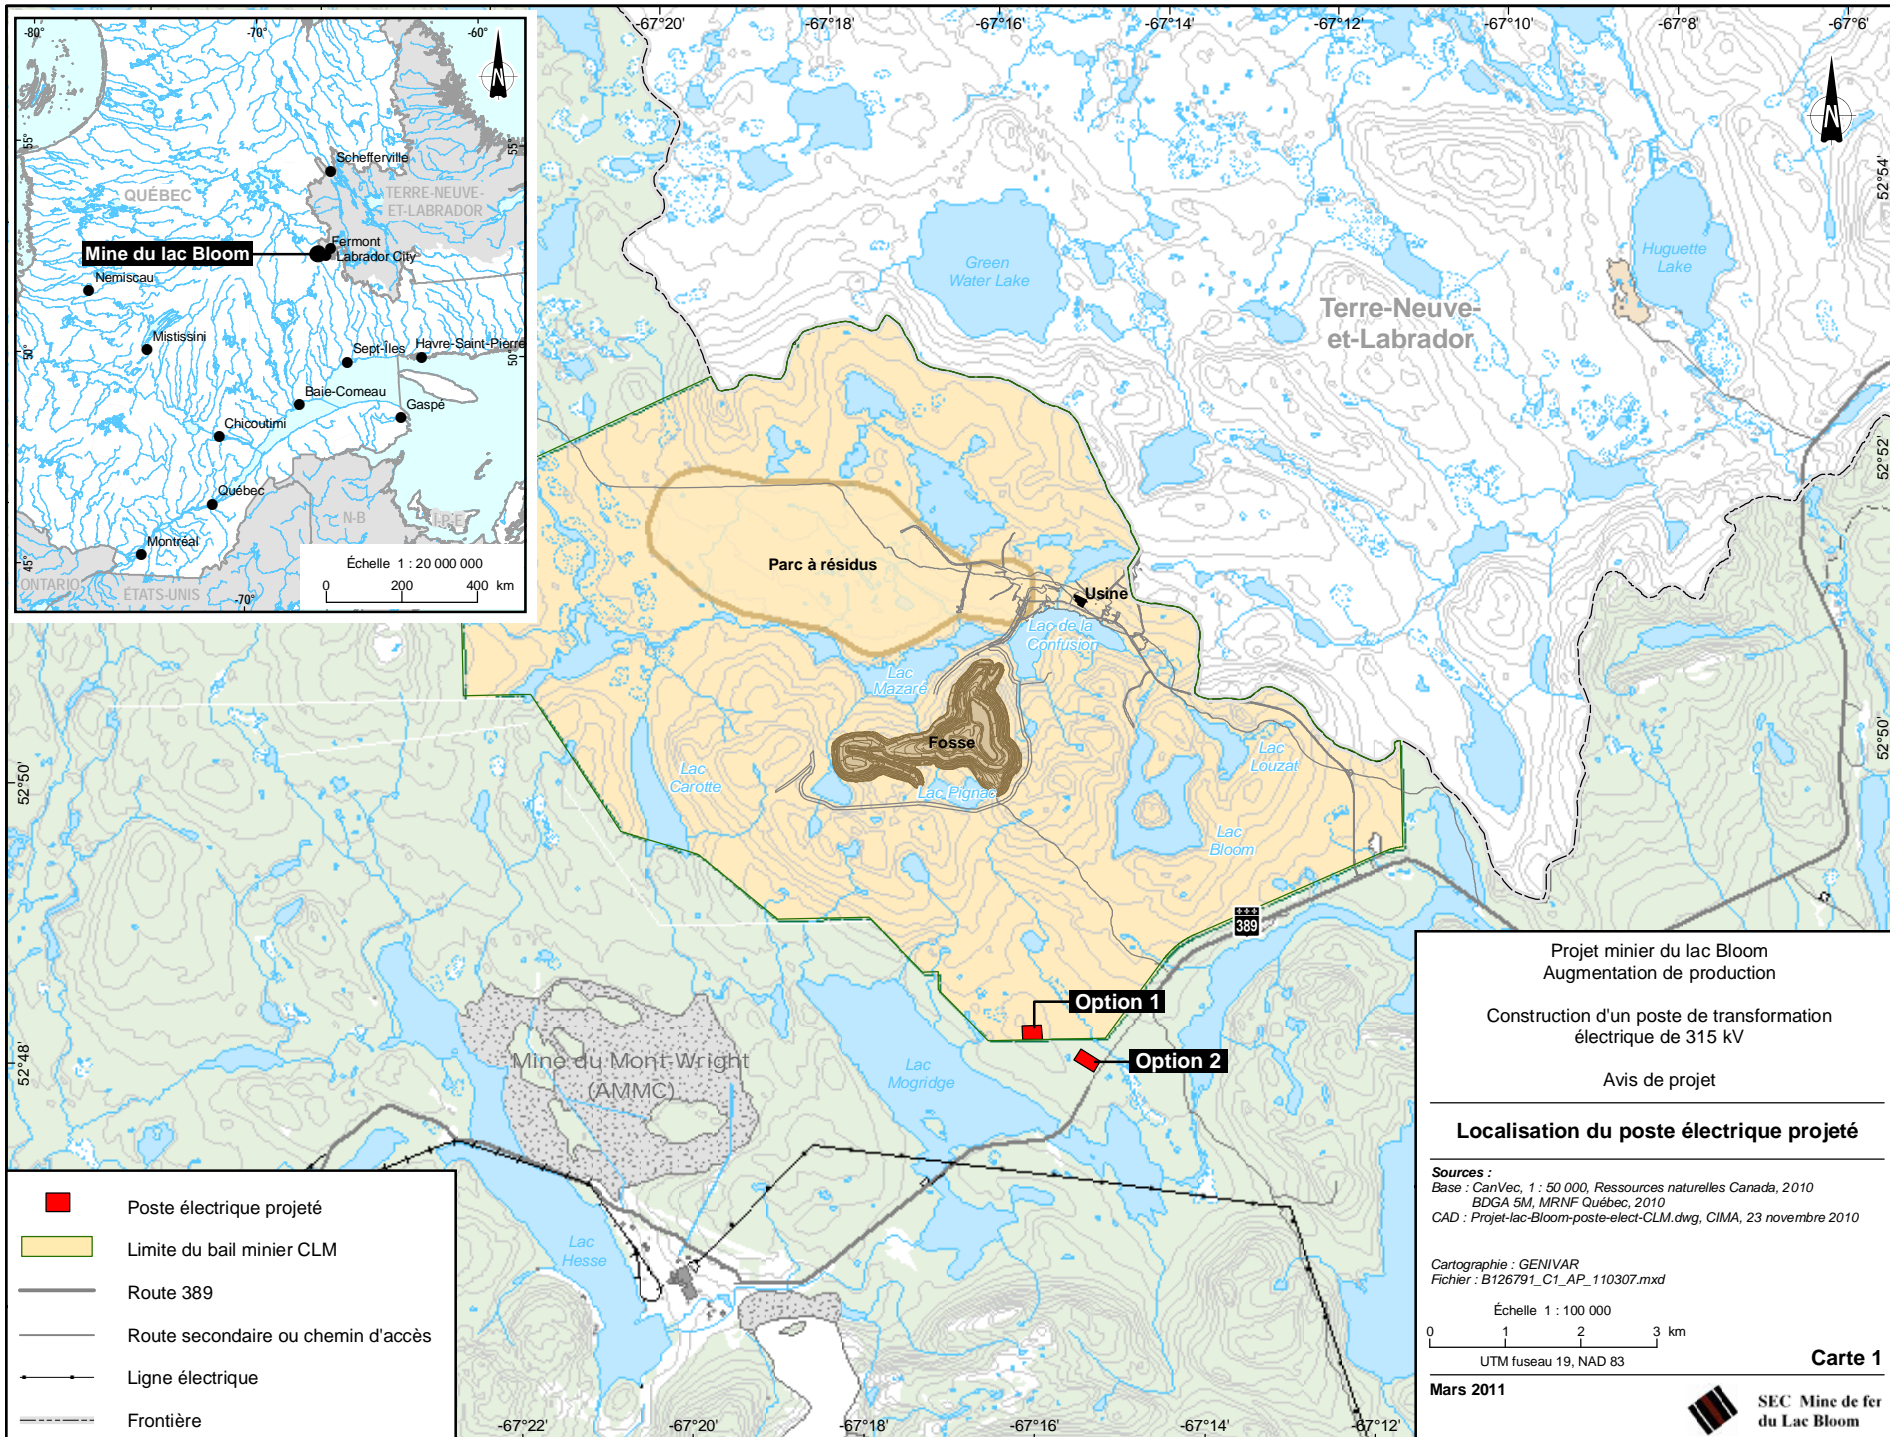 -80°
-70°
-60°
55°
55°
50°
50°
45°
-70°
Schefferville
QUÉBEC
TERRE-NEUVE-
ET-LABRADOR
Mine du lac Bloom
Fermont
Labrador City
Nemiscau
Mistissini
Sept-Îles
Havre-Saint-Pierre
Baie-Comeau
Gaspé
Chicoutimi
Québec
N-B
I-P-E
Montréal
ONTARIO
ÉTATS-UNIS
Échelle 1 : 20 000 000
0 200 400 km
N
-67°20'
-67°18'
-67°16'
-67°14'
-67°12'
-67°10'
-67°8'
-67°6'
N
52°54'
52°52'
52°50'
52°50'
52°48'
Green
Water Lake
Huguette
Lake
Terre-Neuve-
et-Labrador
Parc à résidus
Usine
Lac de la
Confusion
Lac
Mazaré
Fosse
Lac
Carotte
Lac Pignac
Lac
Louzat
Lac
Bloom
389
Option 1
Option 2
Mine du Mont-Wright
(AMMC)
Lac
Mogridge
Lac
Hesse
-67°22'
-67°20'
-67°18'
-67°16'
-67°14'
-67°12'
Poste électrique projeté
Limite du bail minier CLM
Route 389
Route secondaire ou chemin d'accès
Ligne électrique
Frontière
Projet minier du lac Bloom
Augmentation de production
Construction d'un poste de transformation
électrique de 315 kV
Avis de projet
Localisation du poste électrique projeté
Sources :
Base : CanVec, 1 : 50 000, Ressources naturelles Canada, 2010
BDGA 5M, MRNF Québec, 2010
CAD : Projet-lac-Bloom-poste-elect-CLM.dwg, CIMA, 23 novembre 2010
Cartographie : GENIVAR
Fichier : B126791_C1_AP_110307.mxd
Échelle 1 : 100 000
0 1 2 3 km
UTM fuseau 19, NAD 83
Carte 1
Mars 2011
SEC Mine de fer
du Lac Bloom